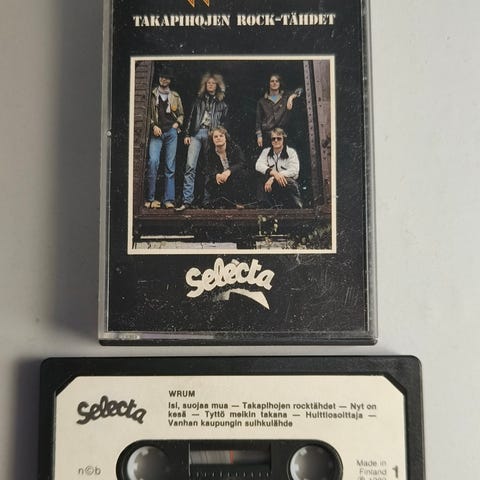 TAKAPIHOJEN ROCK-TÄHDET
Selecta
WRUM
Isi, suojaa mua — Takapihojen rocktähdet — Nyt on
kesä — Tyttö meikin takana — Huittiosoittaja —
Vanhan kaupungin suihkulähde
Selecta
n©b
Made in
Finland
1